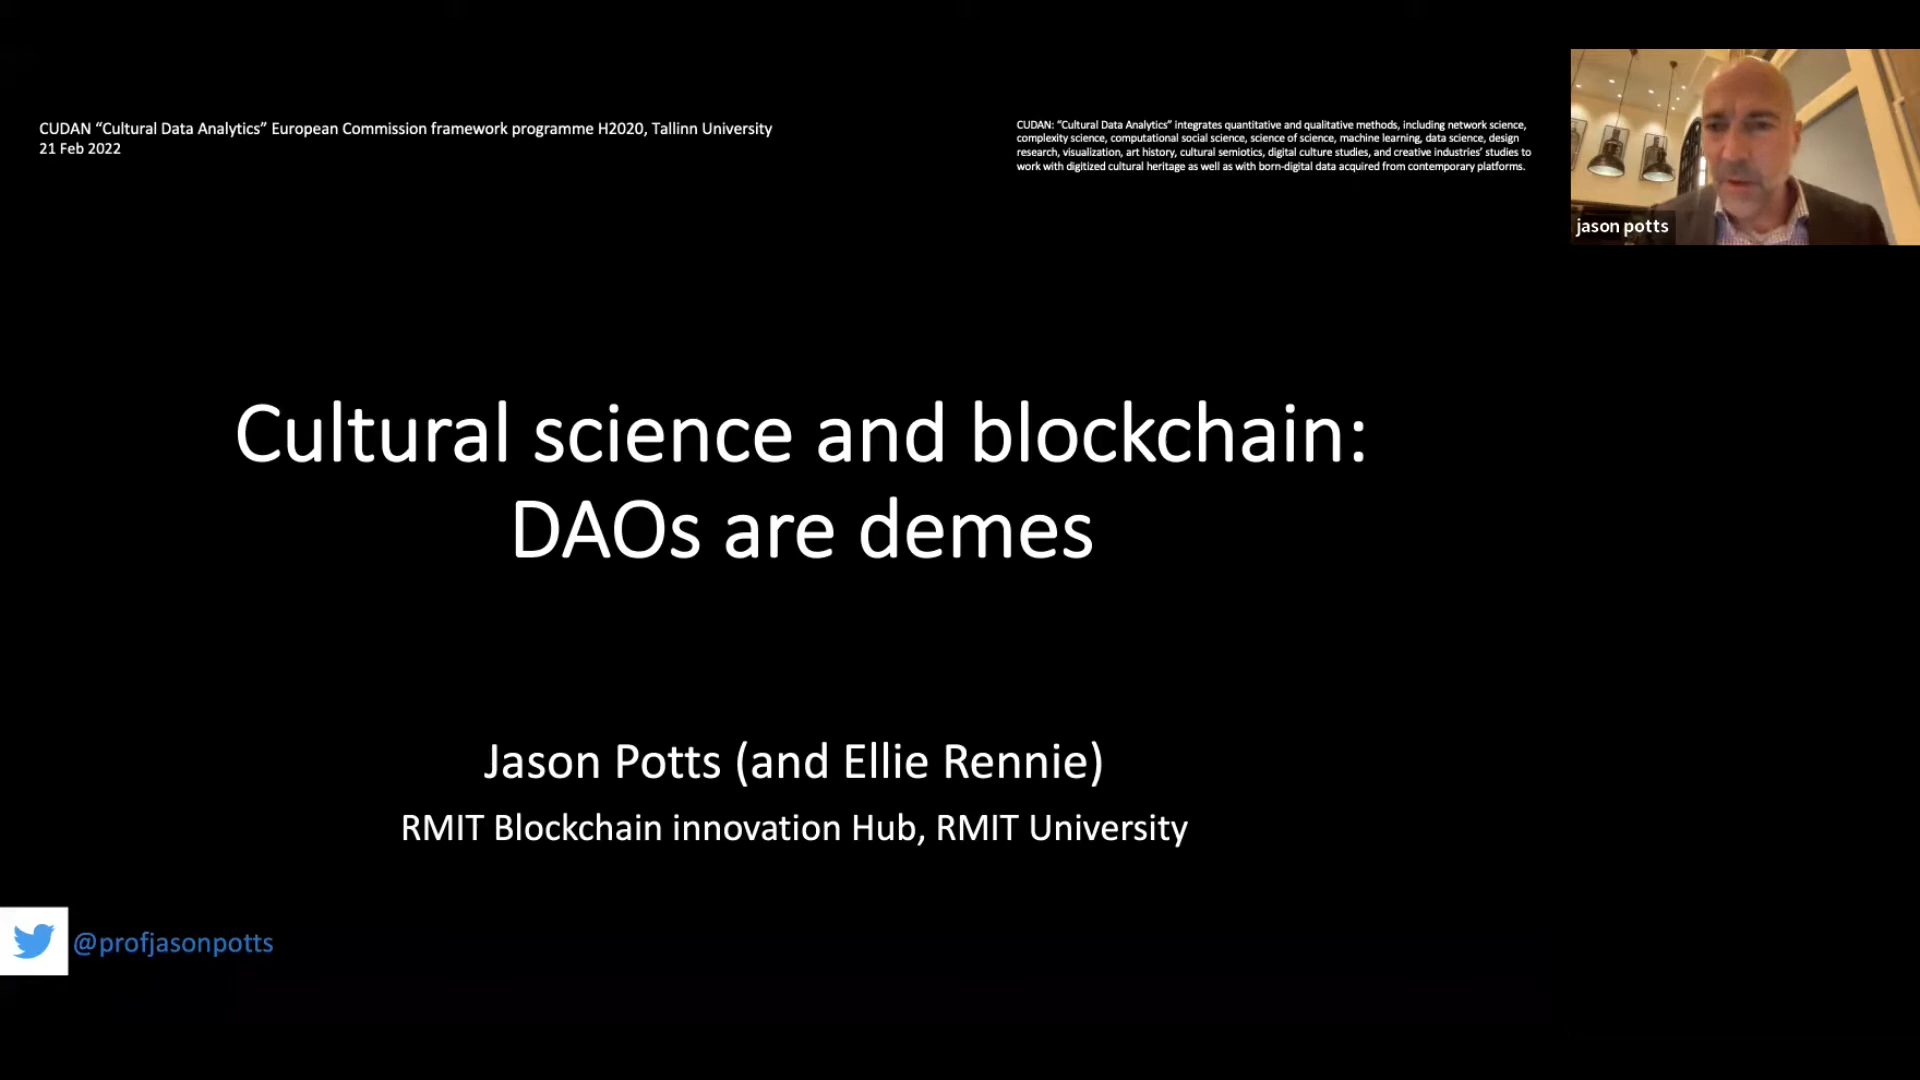 CUDAN “Cultural Data Analytics” European Commission framework programme H2020, Tallinn University
21 Feb 2022
CUDAN: “Cultural Data Analytics” integrates quantitative and qualitative methods, including network science,
complexity science, computational social science, science of science, machine learning, data science, design
research, visualization, art history, cultural semiotics, digital culture studies, and creative industries’ studies to
work with digitized cultural heritage as well as with born-digital data acquired from contemporary platforms.
jason potts
Cultural science and blockchain:
DAOs are demes
Jason Potts (and Ellie Rennie)
RMIT Blockchain innovation Hub, RMIT University
@profjasonpotts